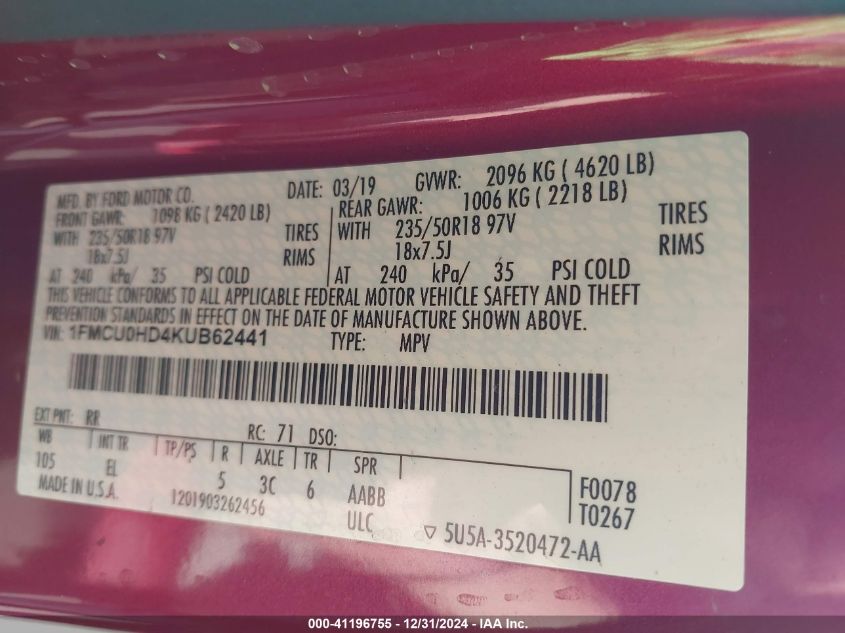 MFD. BY FORD MOTOR CO. DATE: 03/19 GVWR: 2096 KG ( 4620 LB)
FRONT GAWR: 1098 KG ( 2420 LB) REAR GAWR: 1006 KG ( 2218 LB)
WITH 235/50R18 97V TIRES WITH 235/50R18 97V TIRES
18x7.5J RIMS 18x7.5J RIMS
AT 240 kPa/ 35 PSI COLD AT 240 kPa/ 35 PSI COLD
THIS VEHICLE CONFORMS TO ALL APPLICABLE FEDERAL MOTOR VEHICLE SAFETY AND THEFT
PREVENTION STANDARDS IN EFFECT ON THE DATE OF MANUFACTURE SHOWN ABOVE.
VIN: 1FMCU0HD4KUB62441 TYPE: MPV
EXT PNT: RR RC: 71 DSO:
WB INT TR TP/PS R AXLE TR SPR
105 EL 5 3C 6 AABB F0078
MADE IN U.S.A. 1201903262456 ULC T0267
▽ 5U5A-3520472-AA
000-41196755 - 12/31/2024 - IAA Inc.